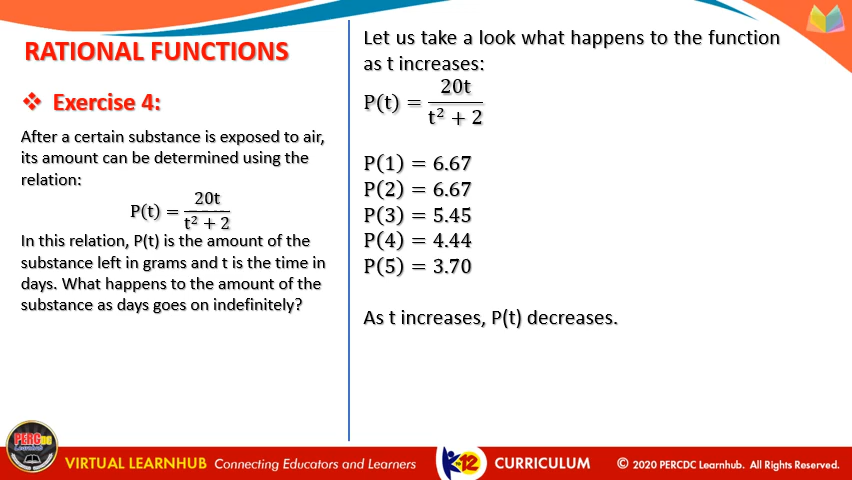 RATIONAL FUNCTIONS
❖ Exercise 4:
After a certain substance is exposed to air,
its amount can be determined using the
relation:
P(t) = 20t / (t² + 2)
In this relation, P(t) is the amount of the
substance left in grams and t is the time in
days. What happens to the amount of the
substance as days goes on indefinitely?
Let us take a look what happens to the function
as t increases:
P(t) = 20t / (t² + 2)
P(1) = 6.67
P(2) = 6.67
P(3) = 5.45
P(4) = 4.44
P(5) = 3.70
As t increases, P(t) decreases.
PERCDC
Learnhub
VIRTUAL LEARNHUB Connecting Educators and Learners
K to 12 CURRICULUM
© 2020 PERCDC Learnhub. All Rights Reserved.